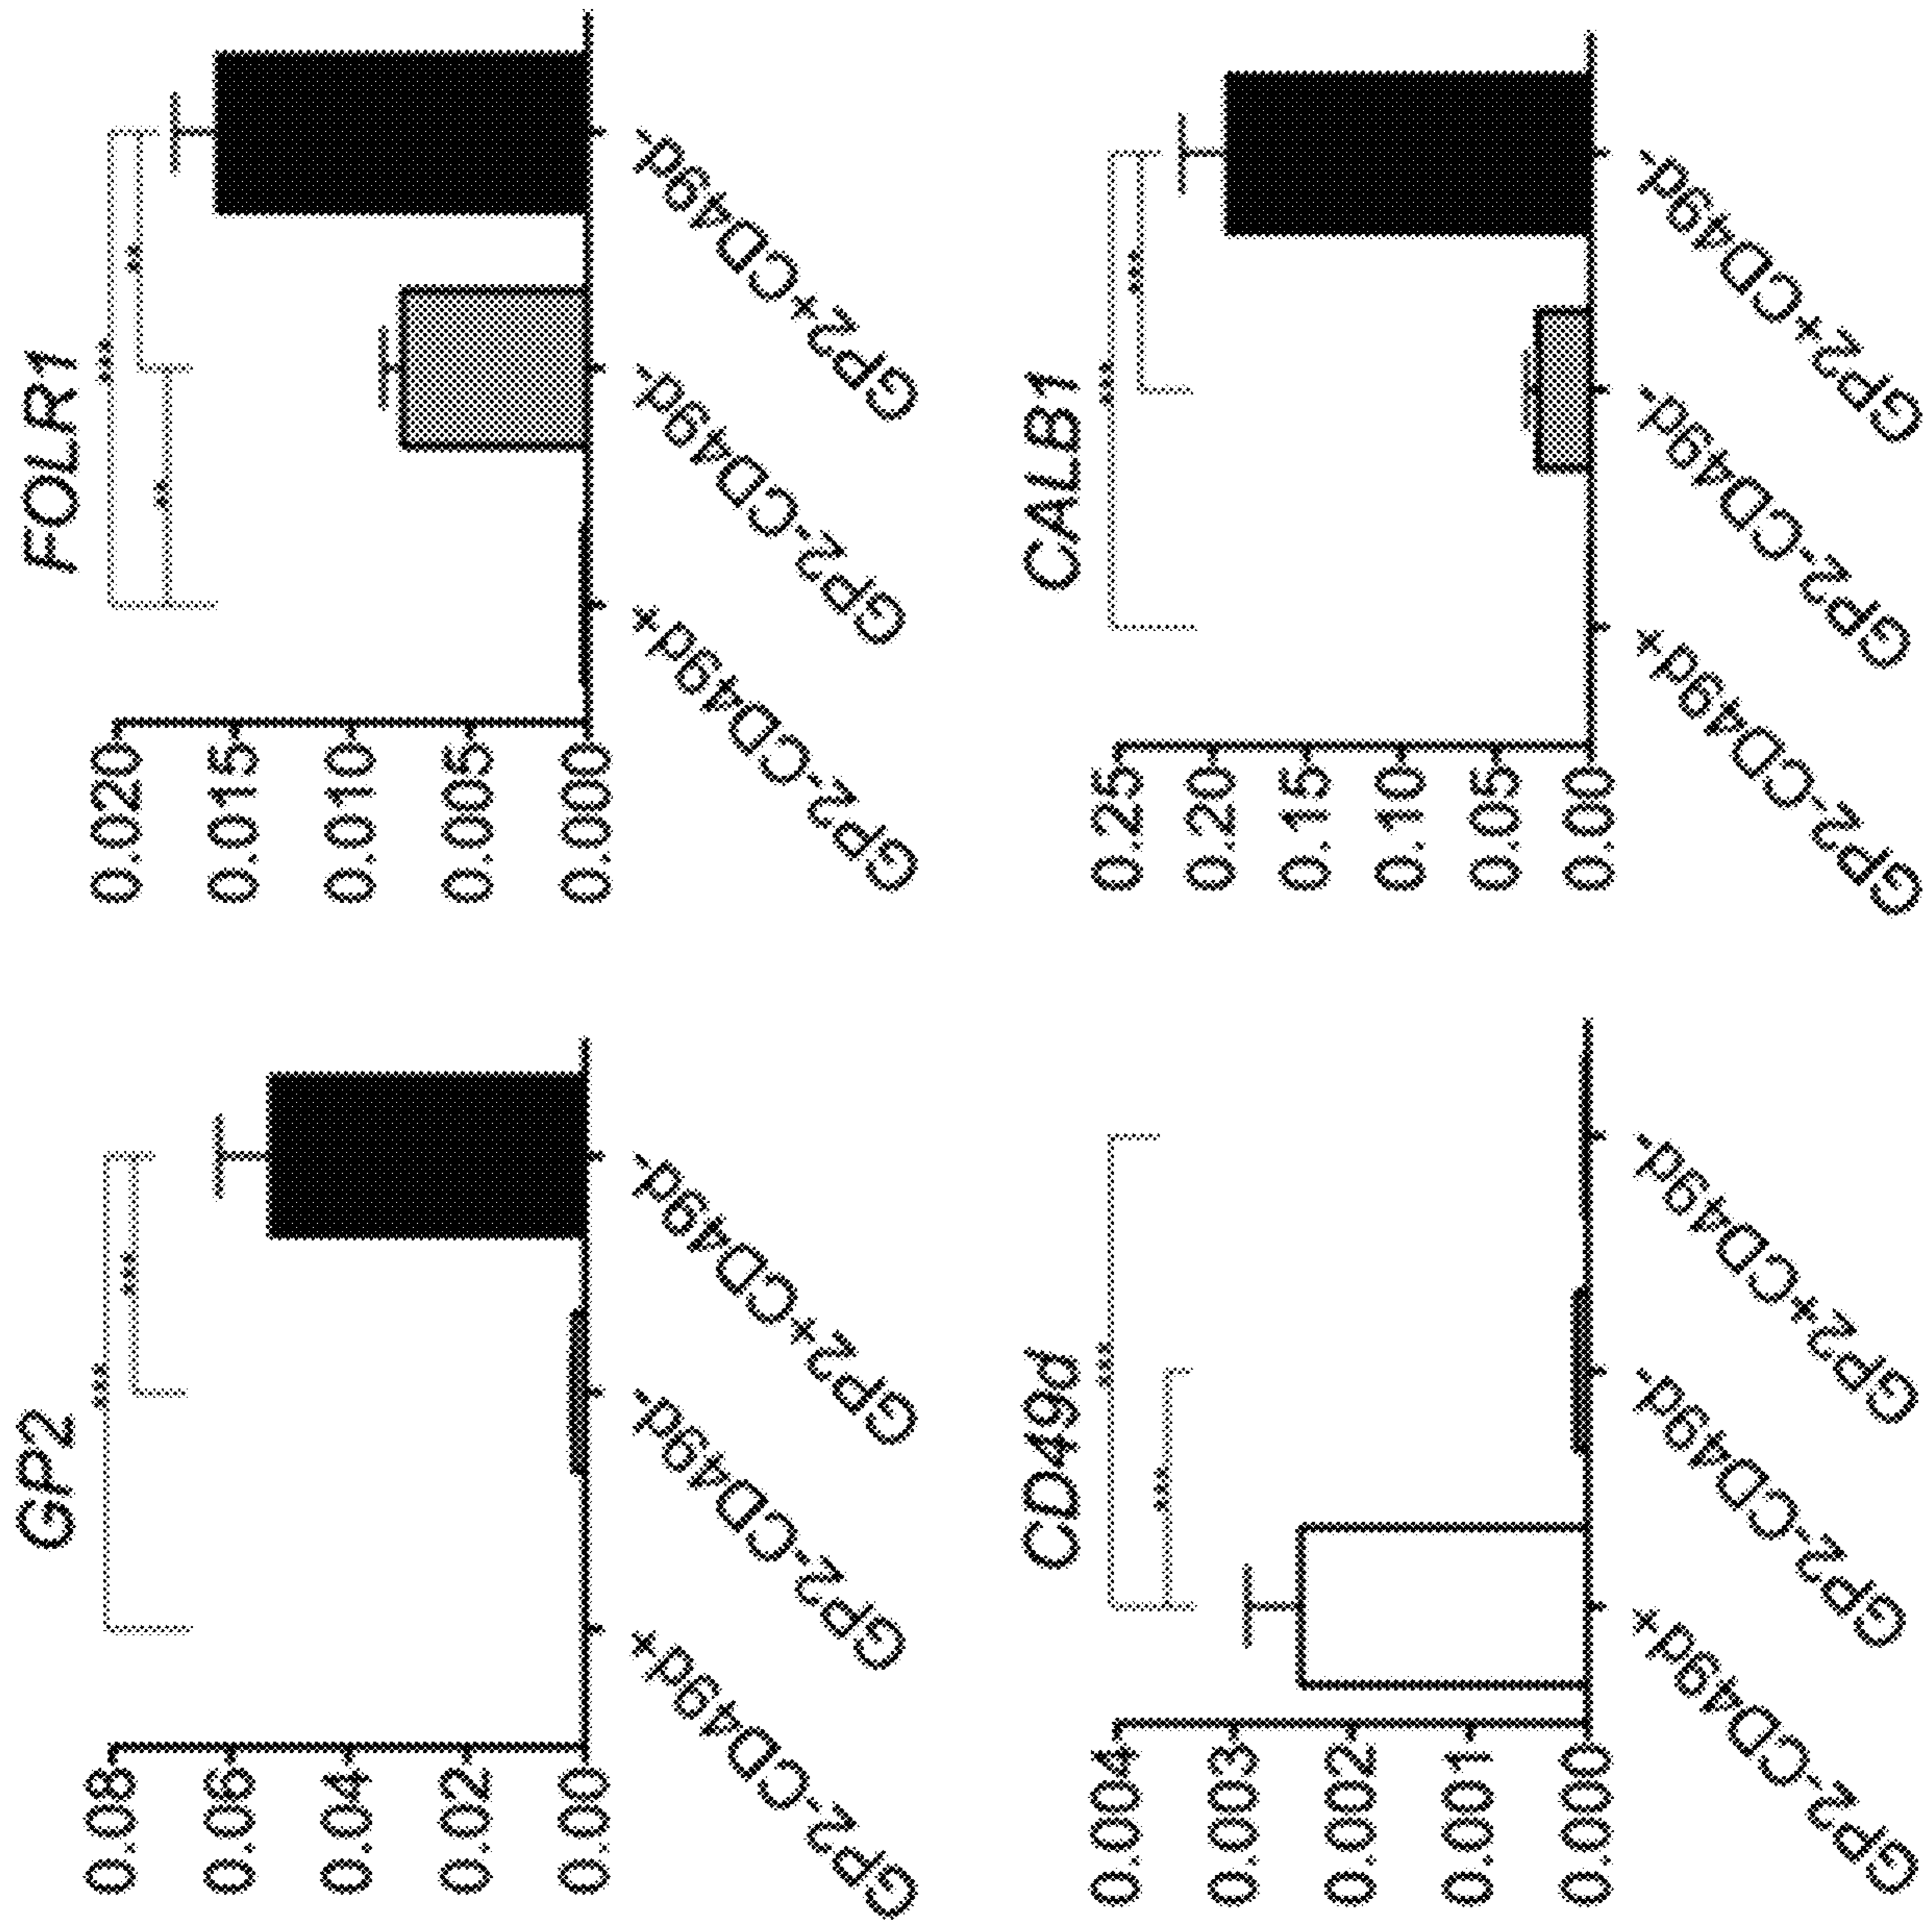 GP2
***
***
0.08
0.06
0.04
0.02
0.00
GP2-CD49d+
GP2-CD49d-
GP2+CD49d-
FOLR1
***
**
**
0.020
0.015
0.010
0.005
0.000
GP2-CD49d+
GP2-CD49d-
GP2+CD49d-
CD49d
***
***
0.004
0.003
0.002
0.001
0.000
GP2-CD49d+
GP2-CD49d-
GP2+CD49d-
CALB1
***
***
0.25
0.20
0.15
0.10
0.05
0.00
GP2-CD49d+
GP2-CD49d-
GP2+CD49d-